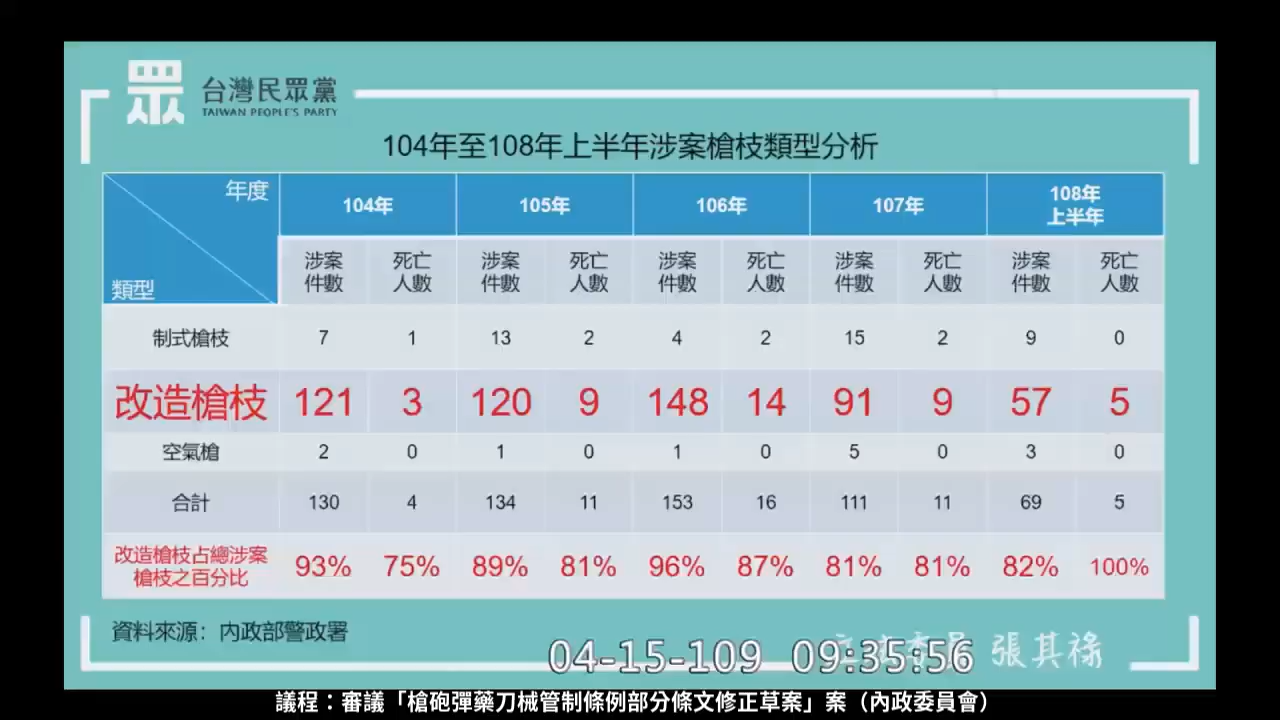 眾
台灣民眾黨
TAIWAN PEOPLE'S PARTY
104年至108年上半年涉案槍枝類型分析
年度
類型
104年 105年 106年 107年 108年
上半年
涉案 死亡 涉案 死亡 涉案 死亡 涉案 死亡 涉案 死亡
件數 人數 件數 人數 件數 人數 件數 人數 件數 人數
制式槍枝 7 1 13 2 4 2 15 2 9 0
改造槍枝 121 3 120 9 148 14 91 9 57 5
空氣槍 2 0 1 0 1 0 5 0 3 0
合計 130 4 134 11 153 16 111 11 69 5
改造槍枝占總涉案
槍枝之百分比 93% 75% 89% 81% 96% 87% 81% 81% 82% 100%
資料來源：內政部警政署
立法委員 張其祿
04-15-109 09:35:56
議程：審議「槍砲彈藥刀械管制條例部分條文修正草案」案（內政委員會）